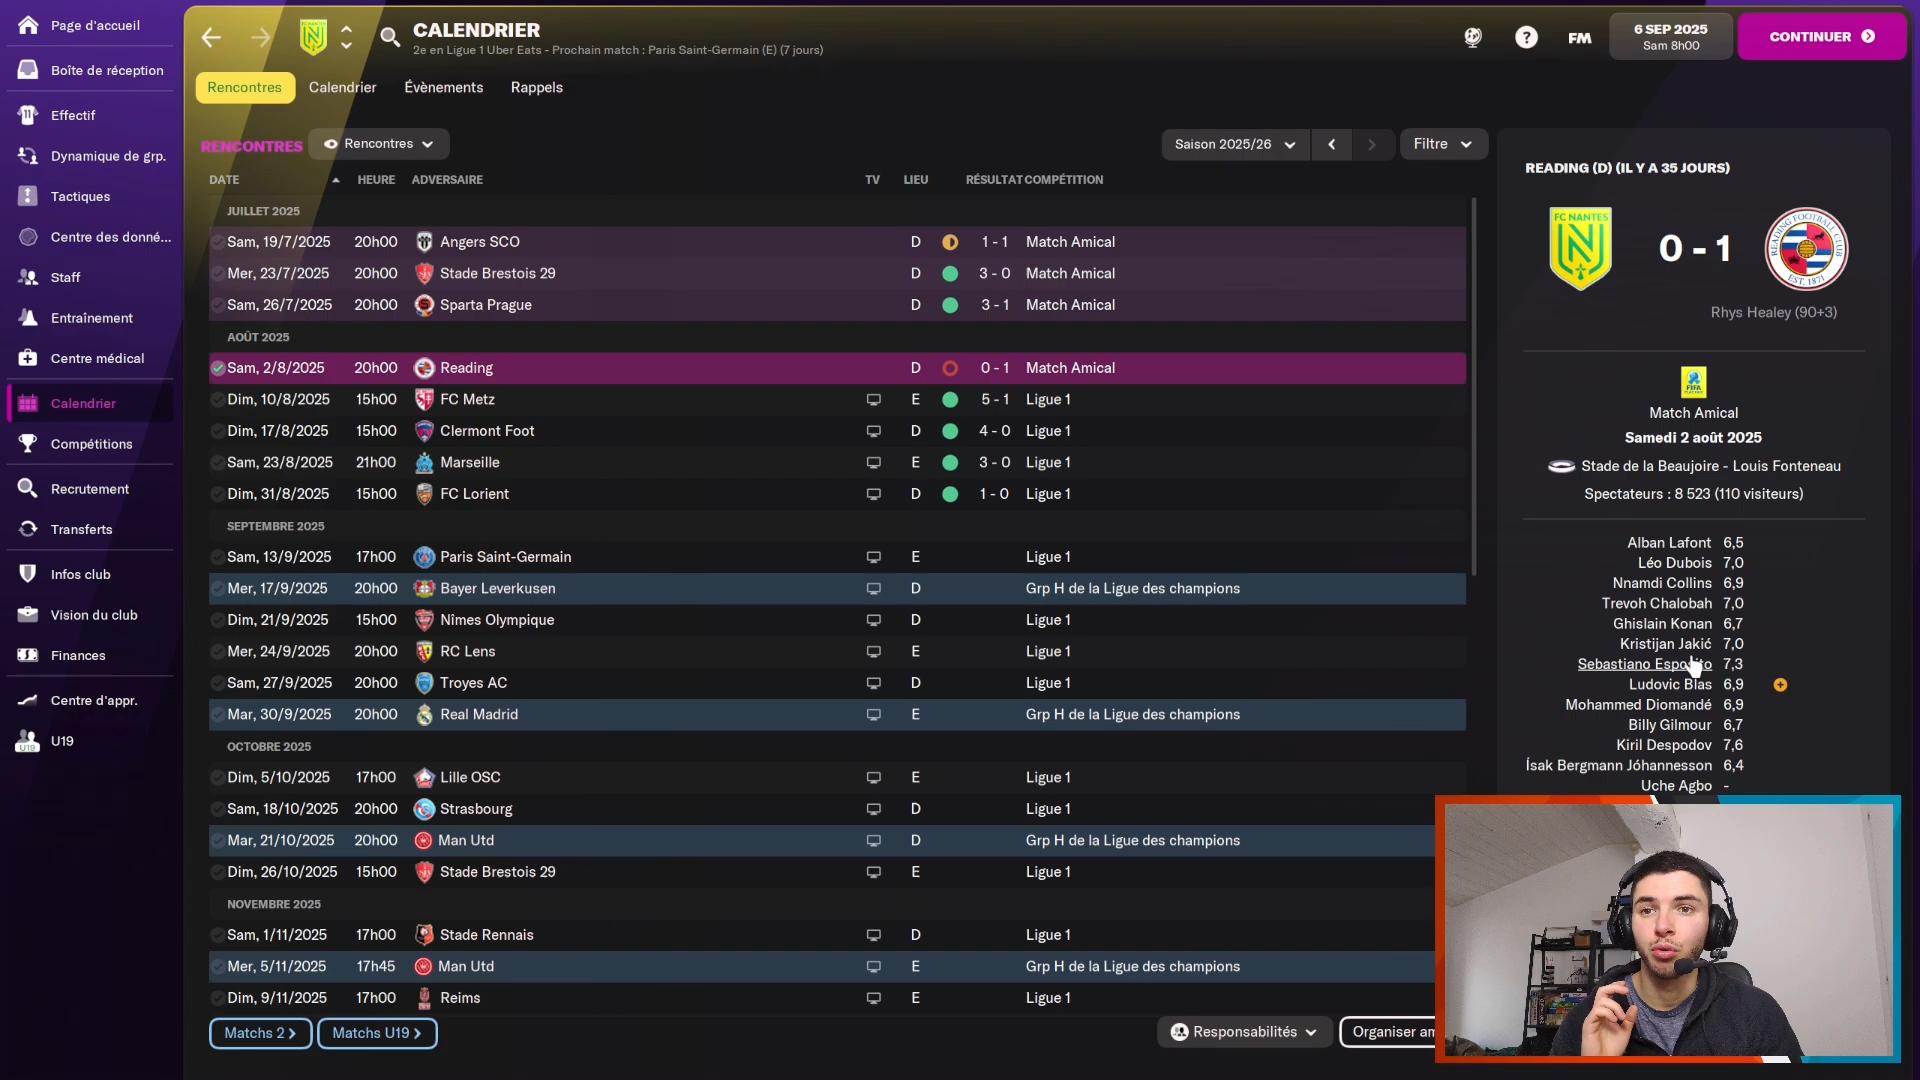 Page d'accueil
Boîte de réception
Effectif
Dynamique de grp.
Tactiques
Centre des donné...
Staff
Entraînement
Centre médical
Calendrier
Compétitions
Recrutement
Transferts
Infos club
Vision du club
Finances
Centre d'appr.
U19
CALENDRIER
2e en Ligue 1 Uber Eats - Prochain match : Paris Saint-Germain (E) (7 jours)
FM
6 SEP 2025
Sam 8h00
CONTINUER
Rencontres Calendrier Évènements Rappels
RENCONTRES Rencontres Saison 2025/26 Filtre
DATE HEURE ADVERSAIRE TV LIEU RÉSULTAT COMPÉTITION
JUILLET 2025
Sam, 19/7/2025 20h00 Angers SCO D 1 - 1 Match Amical
Mer, 23/7/2025 20h00 Stade Brestois 29 D 3 - 0 Match Amical
Sam, 26/7/2025 20h00 Sparta Prague D 3 - 1 Match Amical
AOÛT 2025
Sam, 2/8/2025 20h00 Reading D 0 - 1 Match Amical
Dim, 10/8/2025 15h00 FC Metz E 5 - 1 Ligue 1
Dim, 17/8/2025 15h00 Clermont Foot D 4 - 0 Ligue 1
Sam, 23/8/2025 21h00 Marseille E 3 - 0 Ligue 1
Dim, 31/8/2025 15h00 FC Lorient D 1 - 0 Ligue 1
SEPTEMBRE 2025
Sam, 13/9/2025 17h00 Paris Saint-Germain E Ligue 1
Mer, 17/9/2025 20h00 Bayer Leverkusen D Grp H de la Ligue des champions
Dim, 21/9/2025 15h00 Nîmes Olympique D Ligue 1
Mer, 24/9/2025 20h00 RC Lens E Ligue 1
Sam, 27/9/2025 20h00 Troyes AC D Ligue 1
Mar, 30/9/2025 20h00 Real Madrid E Grp H de la Ligue des champions
OCTOBRE 2025
Dim, 5/10/2025 17h00 Lille OSC E Ligue 1
Sam, 18/10/2025 20h00 Strasbourg D Ligue 1
Mar, 21/10/2025 20h00 Man Utd D Grp H de la Ligue des champions
Dim, 26/10/2025 15h00 Stade Brestois 29 E Ligue 1
NOVEMBRE 2025
Sam, 1/11/2025 17h00 Stade Rennais D Ligue 1
Mer, 5/11/2025 17h45 Man Utd E Grp H de la Ligue des champions
Dim, 9/11/2025 17h00 Reims E Ligue 1
Matchs 2 Matchs U19 Responsabilités Organiser am
READING (D) (IL Y A 35 JOURS)
FC NANTES
0 - 1
READING FOOTBALL CLUB
EST. 1871
Rhys Healey (90+3)
FIFA
Match Amical
Samedi 2 août 2025
Stade de la Beaujoire - Louis Fonteneau
Spectateurs : 8 523 (110 visiteurs)
Alban Lafont 6,5
Léo Dubois 7,0
Nnamdi Collins 6,9
Trevoh Chalobah 7,0
Ghislain Konan 6,7
Kristijan Jakić 7,0
Sebastiano Esposito 7,3
Ludovic Blas 6,9
Mohammed Diomandé 6,9
Billy Gilmour 6,7
Kiril Despodov 7,6
Ísak Bergmann Jóhannesson 6,4
Uche Agbo -